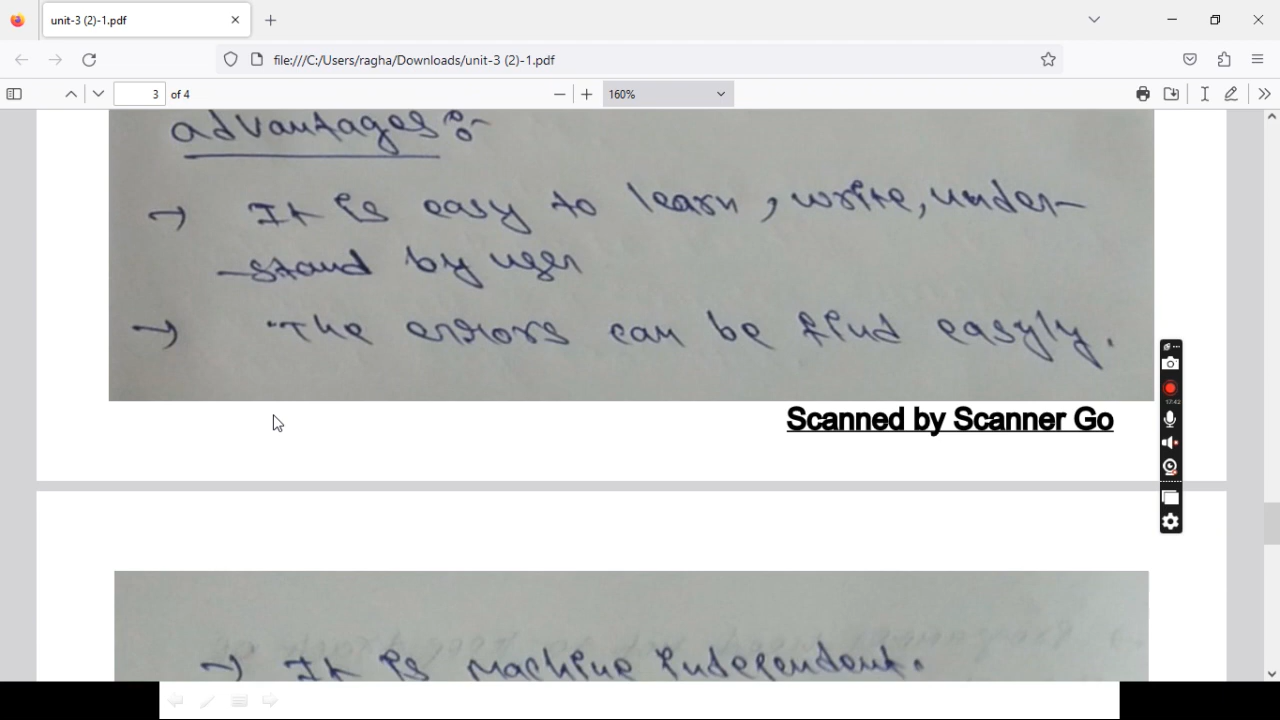 unit-3 (2)-1.pdf
file:///C:/Users/ragha/Downloads/unit-3 (2)-1.pdf
3 of 4
160%
advantages:-
→ It is easy to learn, write, under-
-stand by user
→ The errors can be find easyly.
Scanned by Scanner Go
17:42
→ It is Machine independent.